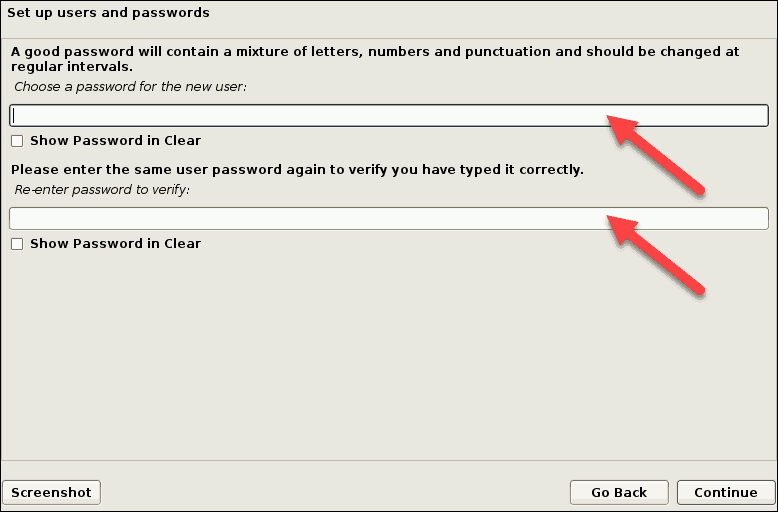 Set up users and passwords
A good password will contain a mixture of letters, numbers and punctuation and should be changed at
regular intervals.
Choose a password for the new user:
Show Password in Clear
Please enter the same user password again to verify you have typed it correctly.
Re-enter password to verify:
Show Password in Clear
Screenshot
Go Back
Continue